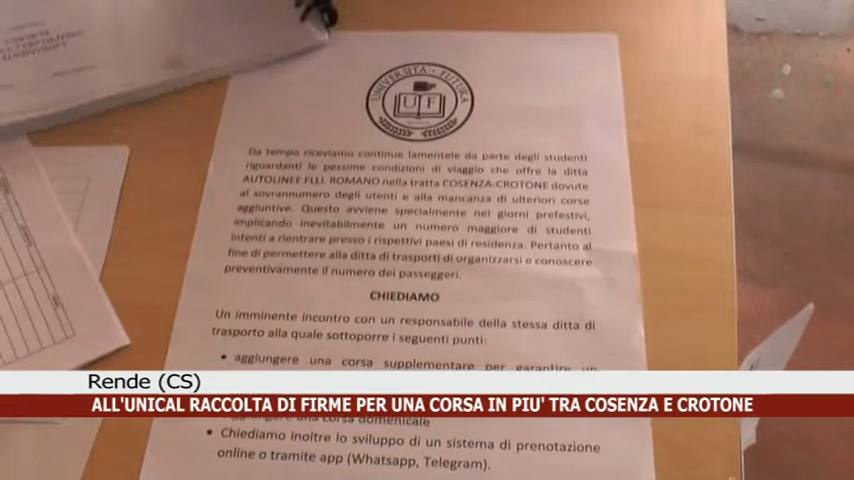 UNIVERSITÀ FUTURA
U F
Da tempo riceviamo continue lamentele da parte degli studenti
riguardanti le pessime condizioni di viaggio che offre la ditta
AUTOLINEE F.LLI. ROMANO nella tratta COSENZA-CROTONE dovute
al sovrannumero degli utenti e alla mancanza di ulteriori corse
aggiuntive. Questo avviene specialmente nei giorni prefestivi,
implicando inevitabilmente un numero maggiore di studenti
intenti a rientrare presso i rispettivi paesi di residenza. Pertanto al
fine di permettere alla ditta di trasporti di organizzarsi e conoscere
preventivamente il numero dei passeggeri.
CHIEDIAMO
Un imminente incontro con un responsabile della stessa ditta di
trasporto alla quale sottoporre i seguenti punti:
• aggiungere una corsa supplementare per garantire un
Rende (CS)
ALL'UNICAL RACCOLTA DI FIRME PER UNA CORSA IN PIU' TRA COSENZA E CROTONE
una corsa domenicale
• Chiediamo inoltre lo sviluppo di un sistema di prenotazione
online o tramite app (Whatsapp, Telegram).